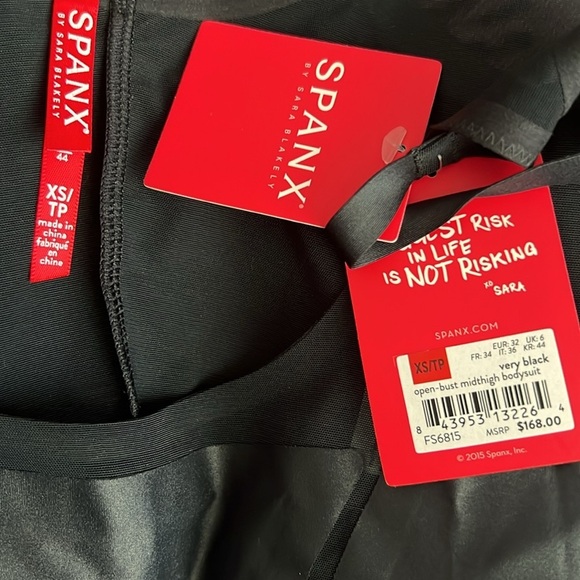 SPANX®
BY SARA BLAKELY
44
XS/
TP
made in
china
fabriqué
en
chine
SPANX®
BY SARA BLAKELY
RISK
IN LIFE
IS NOT RISKING
XO
SARA
SPANX.COM
XS/TP
EUR: 32 UK: 6
FR: 34 IT: 36 KR: 44
very black
open-bust midthigh bodysuit
8 43953 13226 4
FS6815 MSRP $168.00
© 2015 Spanx, Inc.